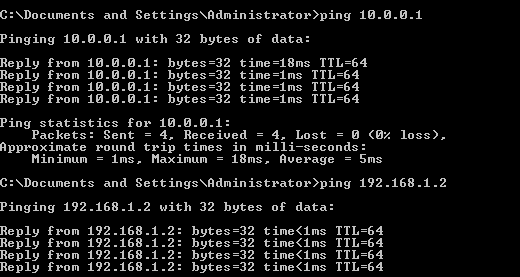 C:\Documents and Settings\Administrator>ping 10.0.0.1
Pinging 10.0.0.1 with 32 bytes of data:
Reply from 10.0.0.1: bytes=32 time=18ms TTL=64
Reply from 10.0.0.1: bytes=32 time=1ms TTL=64
Reply from 10.0.0.1: bytes=32 time=1ms TTL=64
Reply from 10.0.0.1: bytes=32 time=1ms TTL=64
Ping statistics for 10.0.0.1:
Packets: Sent = 4, Received = 4, Lost = 0 (0% loss),
Approximate round trip times in milli-seconds:
Minimum = 1ms, Maximum = 18ms, Average = 5ms
C:\Documents and Settings\Administrator>ping 192.168.1.2
Pinging 192.168.1.2 with 32 bytes of data:
Reply from 192.168.1.2: bytes=32 time<1ms TTL=64
Reply from 192.168.1.2: bytes=32 time<1ms TTL=64
Reply from 192.168.1.2: bytes=32 time<1ms TTL=64
Reply from 192.168.1.2: bytes=32 time<1ms TTL=64